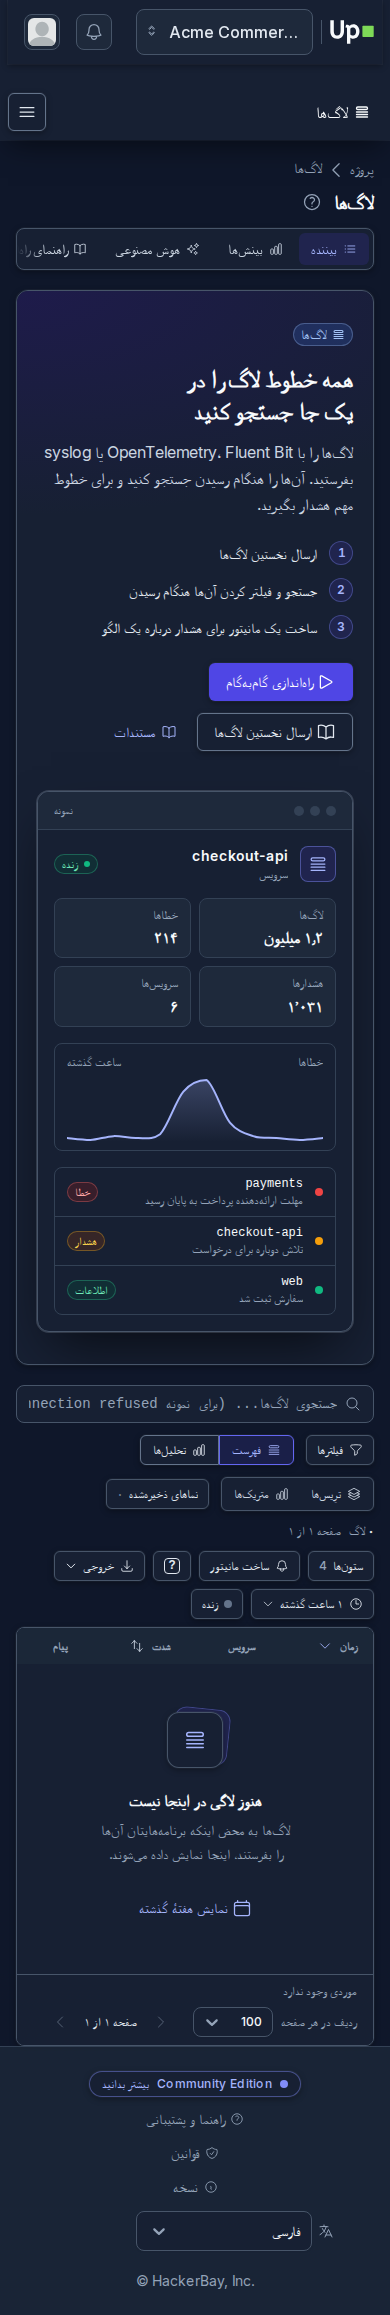 Up
Acme Commer...
لاگ‌ها
پروژه
لاگ‌ها
لاگ‌ها
بیننده
بینش‌ها
هوش مصنوعی
راهنمای راه
لاگ‌ها
همه خطوط لاگ را در
یک جا جستجو کنید
لاگ‌ها را با OpenTelemetry، Fluent Bit یا syslog
بفرستید. آن‌ها را هنگام رسیدن جستجو کنید و برای خطوط
مهم هشدار بگیرید.
1 ارسال نخستین لاگ‌ها
2 جستجو و فیلتر کردن آن‌ها هنگام رسیدن
3 ساخت یک مانیتور برای هشدار درباره یک الگو
راه‌اندازی گام‌به‌گام
ارسال نخستین لاگ‌ها
مستندات
نمونه
checkout-api
سرویس
زنده
لاگ‌ها
۱٫۲ میلیون
خطاها
۲۱۴
هشدارها
۱٬۰۳۱
سرویس‌ها
۶
خطاها
ساعت گذشته
payments
مهلت ارائه‌دهنده پرداخت به پایان رسید
خطا
checkout-api
تلاش دوباره برای درخواست
هشدار
web
سفارش ثبت شد
اطلاعات
جستجوی لاگ‌ها... (برای نمونه nnection refused
فیلترها
فهرست
تحلیل‌ها
تریس‌ها
متریک‌ها
نماهای ذخیره‌شده ۰
۰ لاگ صفحه ۱ از ۱
ستون‌ها 4
ساخت مانیتور
?
خروجی
۱ ساعت گذشته
زنده
زمان
سرویس
شدت
پیام
هنوز لاگی در اینجا نیست
لاگ‌ها به محض اینکه برنامه‌هایتان آن‌ها
را بفرستند، اینجا نمایش داده می‌شوند.
نمایش هفتهٔ گذشته
موردی وجود ندارد
ردیف در هر صفحه
100
صفحه ۱ از ۱
Community Edition بیشتر بدانید
راهنما و پشتیبانی
قوانین
نسخه
فارسی
© HackerBay, Inc.